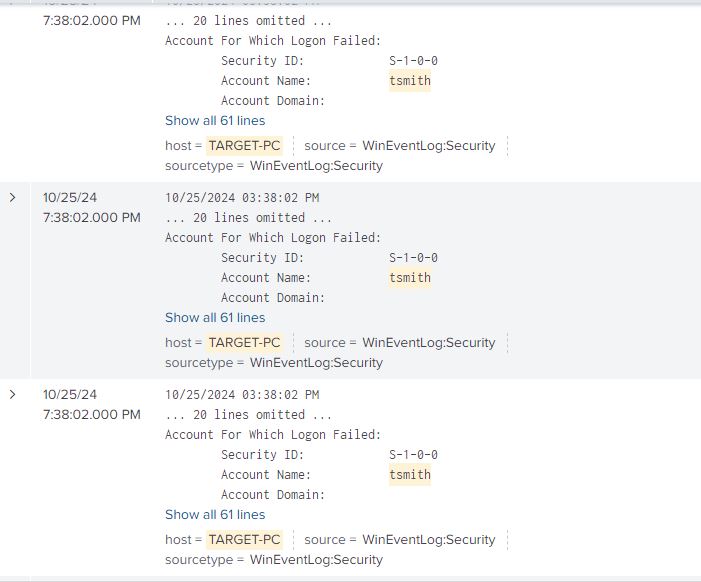 7:38:02.000 PM ... 20 lines omitted ...
Account For Which Logon Failed:
Security ID: S-1-0-0
Account Name: tsmith
Account Domain:
Show all 61 lines
host = TARGET-PC source = WinEventLog:Security
sourcetype = WinEventLog:Security
10/25/24 10/25/2024 03:38:02 PM
7:38:02.000 PM ... 20 lines omitted ...
Account For Which Logon Failed:
Security ID: S-1-0-0
Account Name: tsmith
Account Domain:
Show all 61 lines
host = TARGET-PC source = WinEventLog:Security
sourcetype = WinEventLog:Security
10/25/24 10/25/2024 03:38:02 PM
7:38:02.000 PM ... 20 lines omitted ...
Account For Which Logon Failed:
Security ID: S-1-0-0
Account Name: tsmith
Account Domain:
Show all 61 lines
host = TARGET-PC source = WinEventLog:Security
sourcetype = WinEventLog:Security